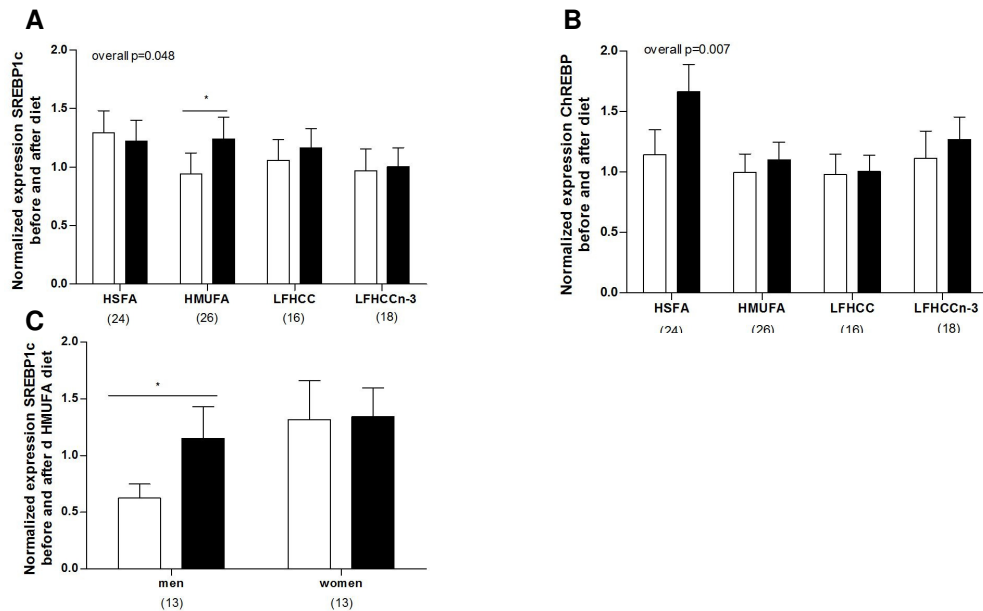 A
Normalized expression SREBP1c
before and after diet
2.0
1.5
1.0
0.5
0.0
overall p=0.048
*
HSFA HMUFA LFHCC LFHCCn-3
(24) (26) (16) (18)
B
Normalized expression ChREBP
before and after diet
2.0
1.5
1.0
0.5
0.0
overall p=0.007
HSFA HMUFA LFHCC LFHCCn-3
(24) (26) (16) (18)
C
Normalized expression SREBP1c
before and after d HMUFA diet
2.0
1.5
1.0
0.5
0.0
*
men women
(13) (13)